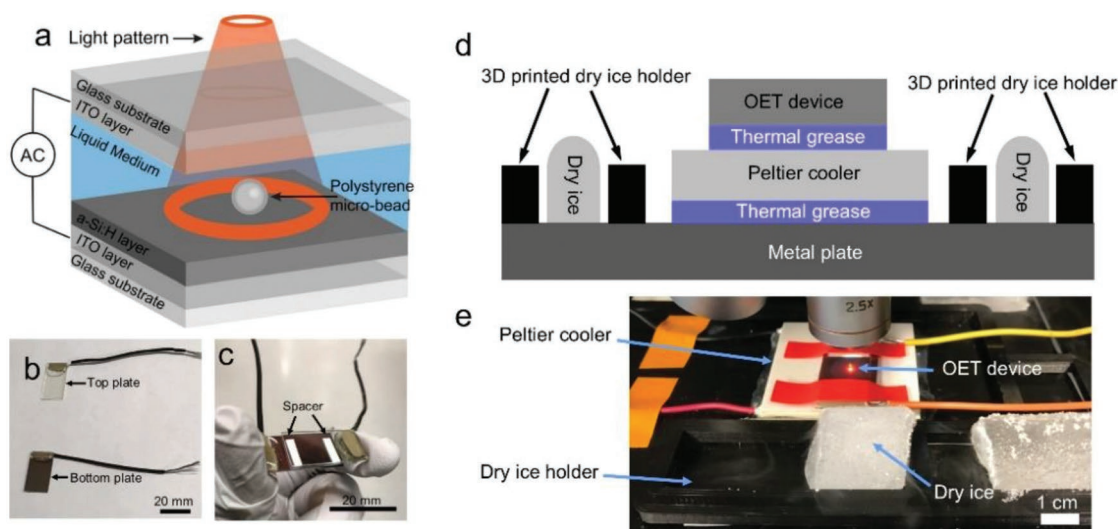 a
Light pattern
Glass substrate
ITO layer
Liquid Medium
AC
Polystyrene
micro-bead
a-Si:H layer
ITO layer
Glass substrate
b
Top plate
Bottom plate
20 mm
c
Spacer
20 mm
d
3D printed dry ice holder
3D printed dry ice holder
OET device
Thermal grease
Dry ice
Peltier cooler
Dry ice
Thermal grease
Metal plate
e
2.5x
Peltier cooler
OET device
Dry ice holder
Dry ice
1 cm